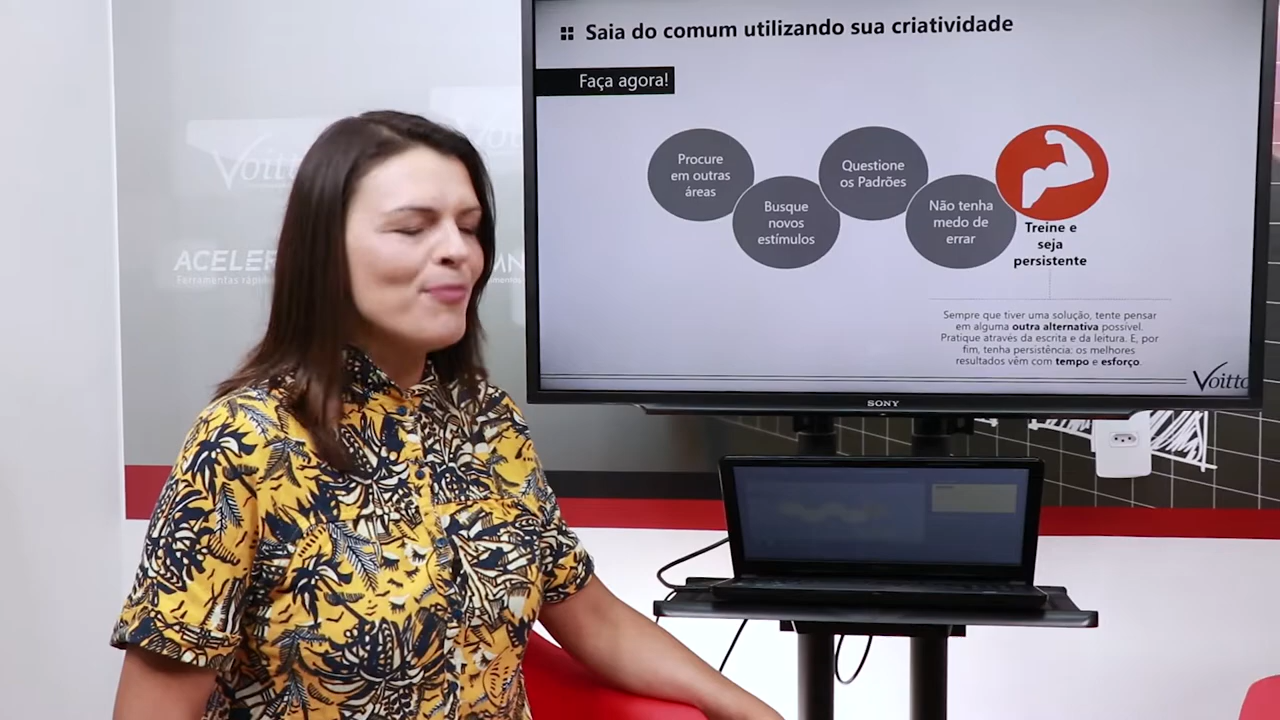 Saia do comum utilizando sua criatividade
Faça agora!
Procure
em outras
áreas
Busque
novos
estímulos
Questione
os Padrões
Não tenha
medo de
errar
Treine e
seja
persistente
Sempre que tiver uma solução, tente pensar
em alguma outra alternativa possível.
Pratique através da escrita e da leitura. E, por
fim, tenha persistência: os melhores
resultados vêm com tempo e esforço.
Voitto
SONY
Voitto
ACELER
Ferramentas